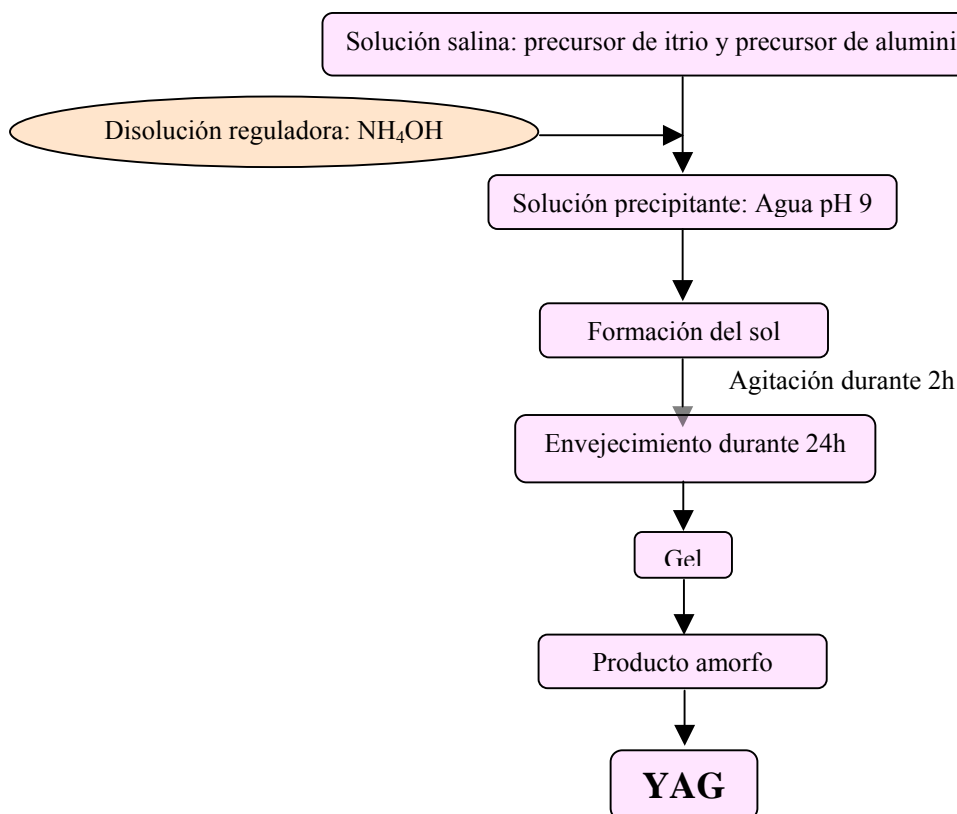 Solución salina: precursor de itrio y precursor de alumini
Disolución reguladora: NH₄OH
Solución precipitante: Agua pH 9
Formación del sol
Agitación durante 2h
Envejecimiento durante 24h
Gel
Producto amorfo
YAG